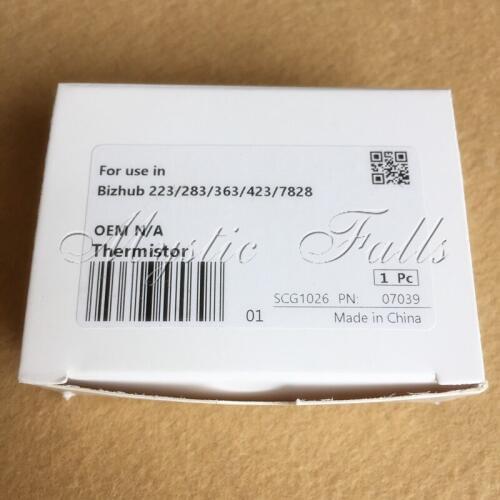 For use in
Bizhub 223/283/363/423/7828
OEM N/A
Mystic Falls
Thermistor
1 Pc
SCG1026 PN: 07039
01
Made in China